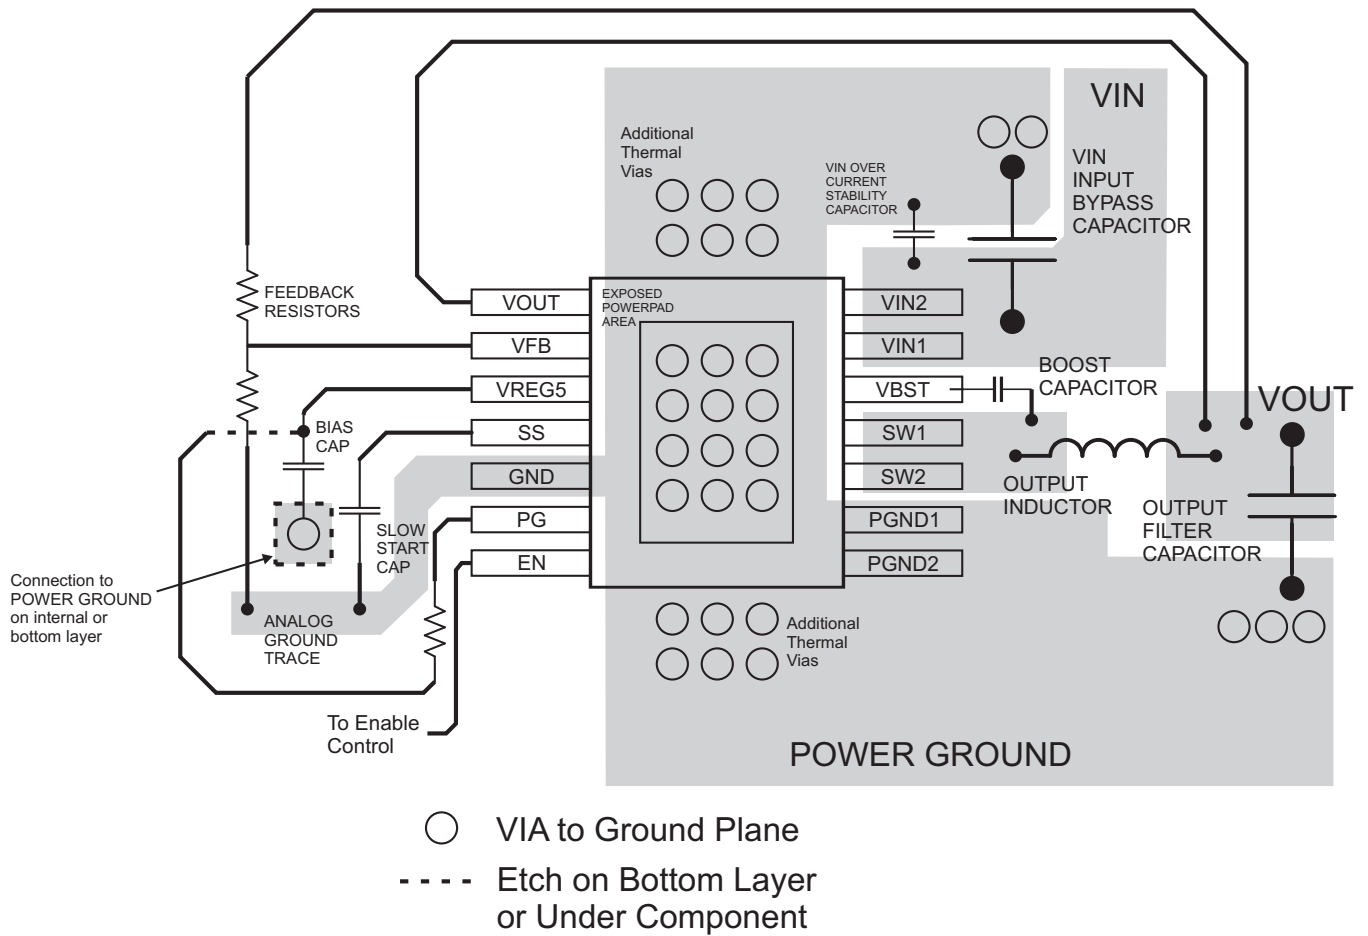 VIN
Additional
Thermal
Vias
VIN OVER
CURRENT
STABILITY
CAPACITOR
VIN
INPUT
BYPASS
CAPACITOR
FEEDBACK
RESISTORS
VOUT
VFB
VREG5
SS
GND
PG
EN
EXPOSED
POWERPAD
AREA
VIN2
VIN1
VBST
SW1
SW2
PGND1
PGND2
BOOST
CAPACITOR
VOUT
BIAS
CAP
SLOW
START
CAP
OUTPUT
INDUCTOR
OUTPUT
FILTER
CAPACITOR
Connection to
POWER GROUND
on internal or
bottom layer
ANALOG
GROUND
TRACE
Additional
Thermal
Vias
To Enable
Control
POWER GROUND
VIA to Ground Plane
Etch on Bottom Layer
or Under Component